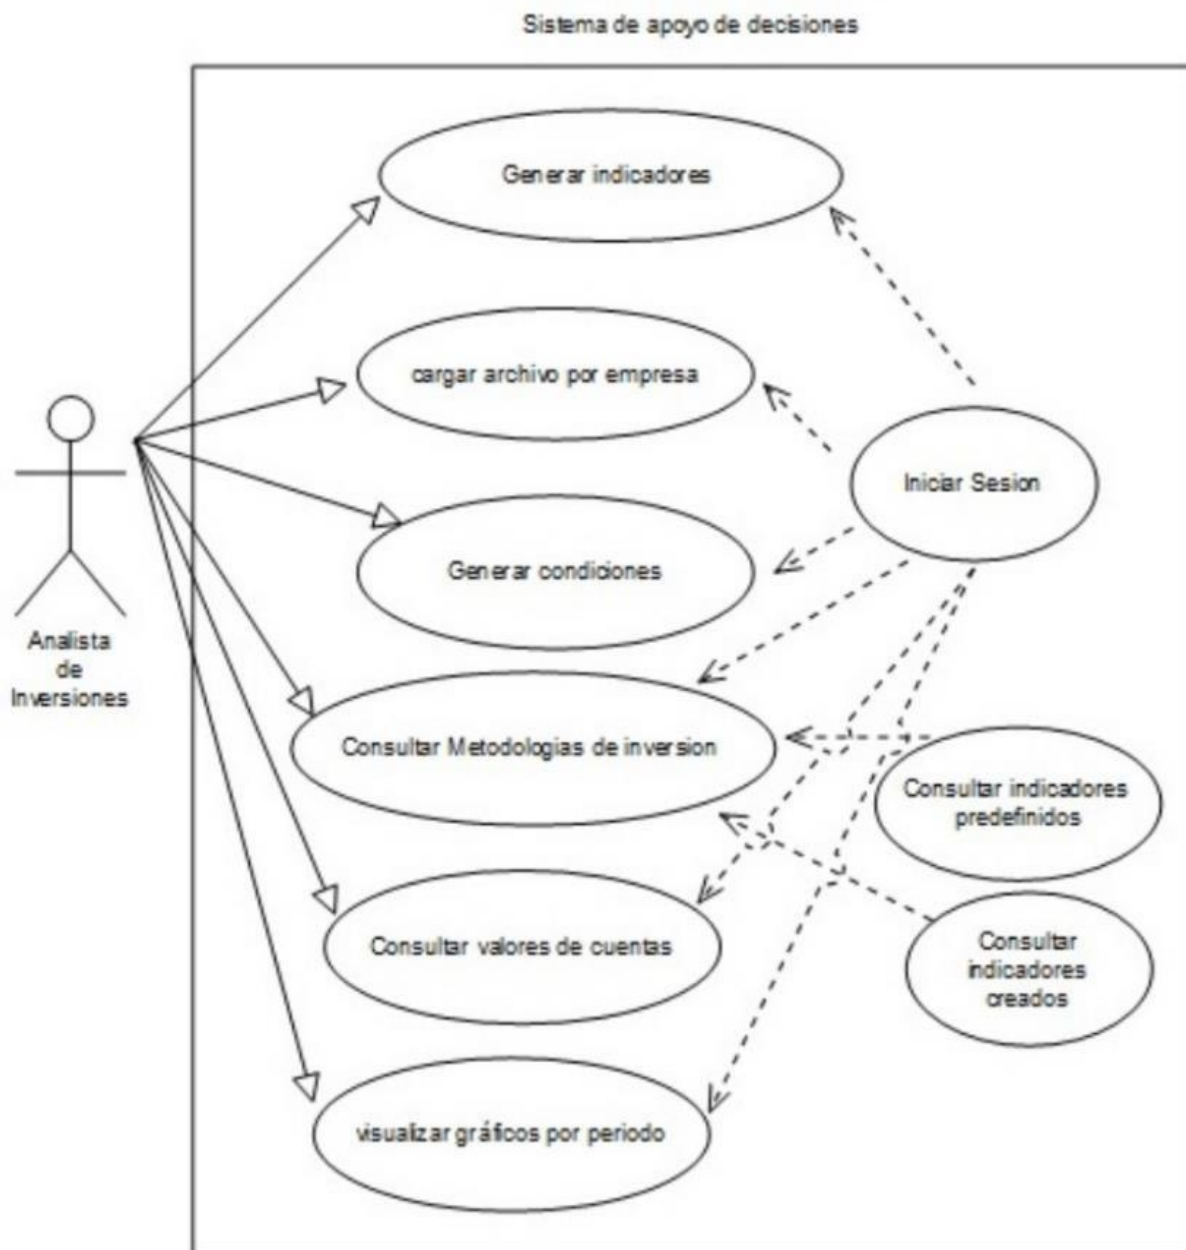 Sistema de apoyo de decisiones
Generar indicadores
cargar archivo por empresa
Iniciar Sesion
Generar condiciones
Analista
de
Inversiones
Consultar Metodologias de inversion
Consultar indicadores
predefinidos
Consultar valores de cuentas
Consultar
indicadores
creados
visualizar gráficos por periodo